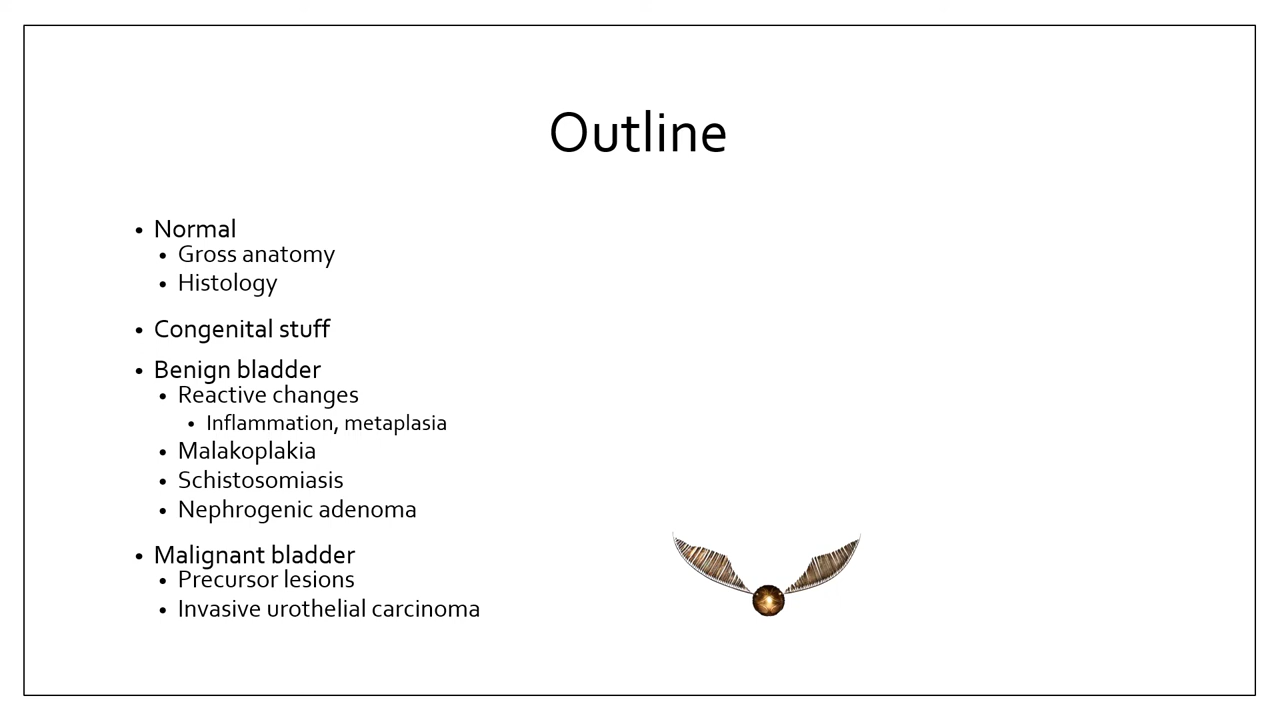 Outline
• Normal
• Gross anatomy
• Histology
• Congenital stuff
• Benign bladder
• Reactive changes
• Inflammation, metaplasia
• Malakoplakia
• Schistosomiasis
• Nephrogenic adenoma
• Malignant bladder
• Precursor lesions
• Invasive urothelial carcinoma